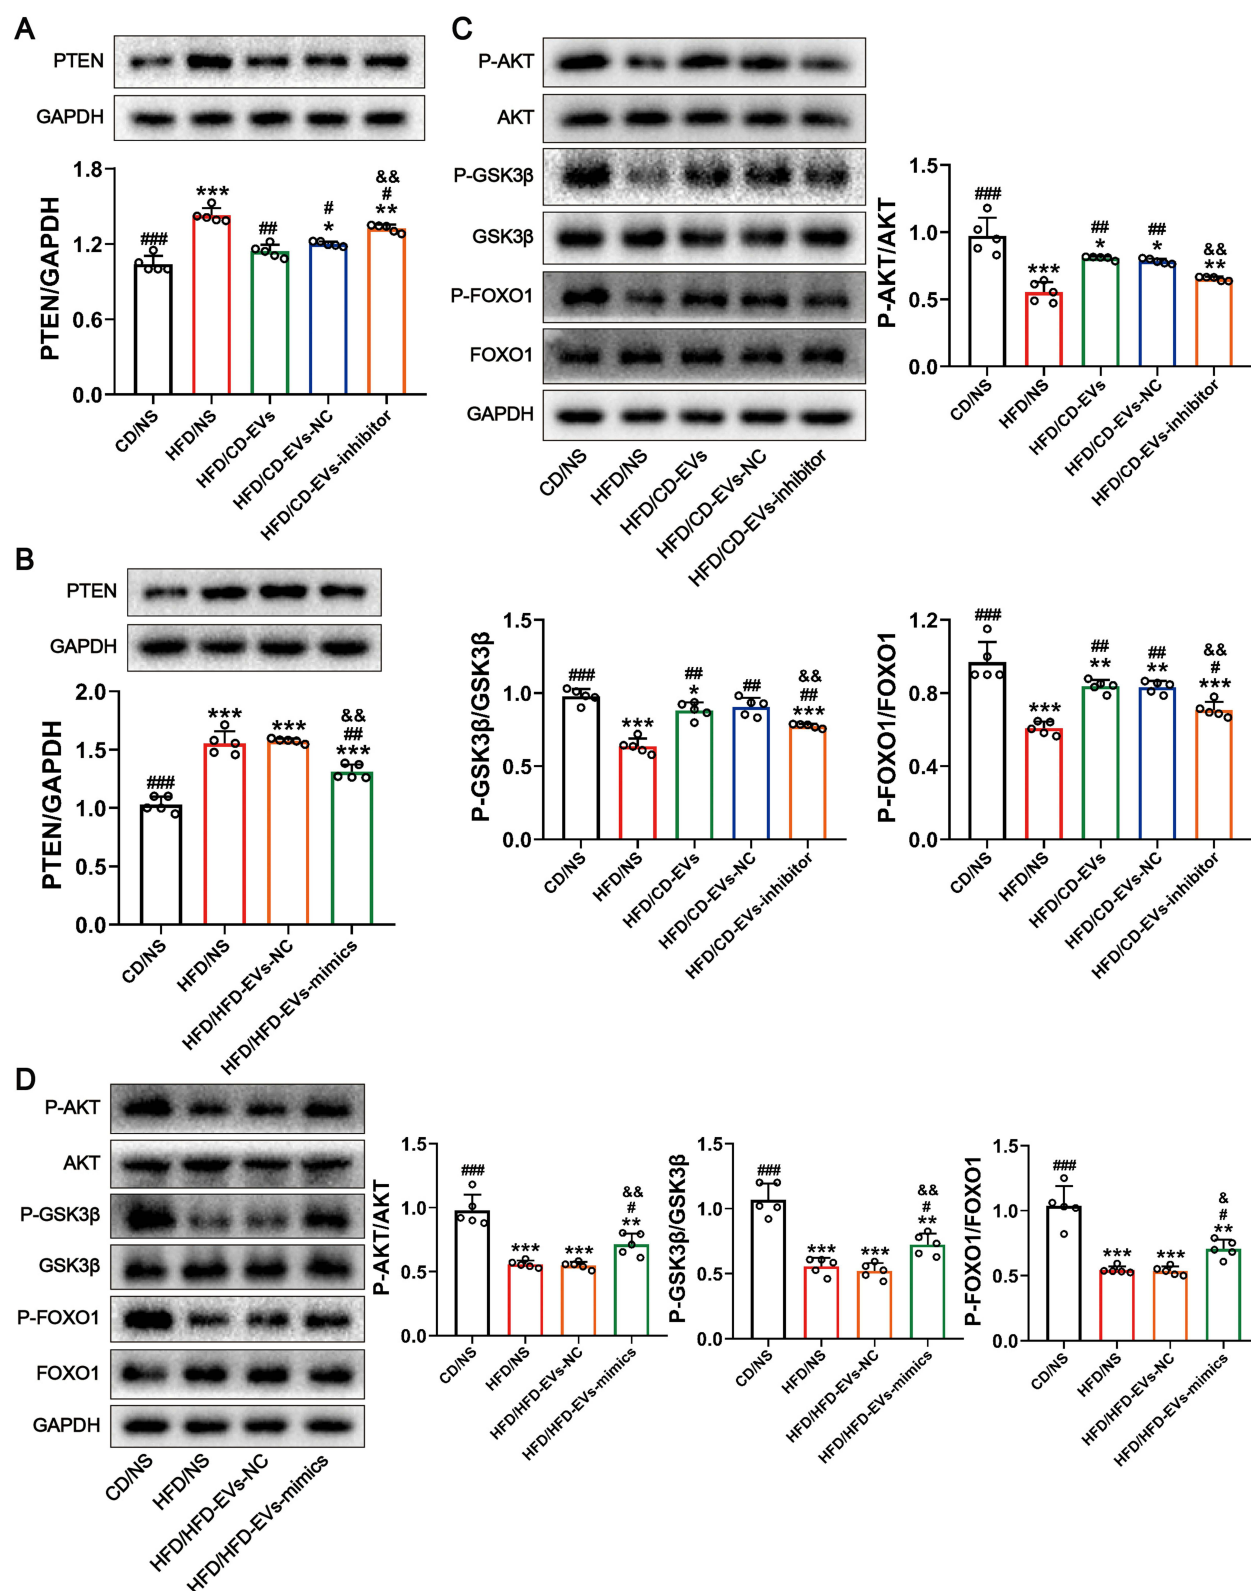 A
PTEN
GAPDH
PTEN/GAPDH
1.8
1.2
0.6
0.0
###
***
##
#
*
&&
#
**
CD/NS
HFD/NS
HFD/CD-EVs
HFD/CD-EVs-NC
HFD/CD-EVs-inhibitor
C
P-AKT
AKT
P-GSK3β
GSK3β
P-FOXO1
FOXO1
GAPDH
CD/NS
HFD/NS
HFD/CD-EVs
HFD/CD-EVs-NC
HFD/CD-EVs-inhibitor
P-AKT/AKT
1.5
1.0
0.5
0.0
###
***
##
*
##
*
&&
**
CD/NS
HFD/NS
HFD/CD-EVs
HFD/CD-EVs-NC
HFD/CD-EVs-inhibitor
B
PTEN
GAPDH
PTEN/GAPDH
2.0
1.5
1.0
0.5
0.0
###
***
***
&&
##
***
CD/NS
HFD/NS
HFD/HFD-EVs-NC
HFD/HFD-EVs-mimics
P-GSK3β/GSK3β
1.5
1.0
0.5
0.0
###
***
##
*
##
&&
##
***
CD/NS
HFD/NS
HFD/CD-EVs
HFD/CD-EVs-NC
HFD/CD-EVs-inhibitor
P-FOXO1/FOXO1
1.2
0.8
0.4
0.0
###
***
##
**
##
**
&&
#
***
CD/NS
HFD/NS
HFD/CD-EVs
HFD/CD-EVs-NC
HFD/CD-EVs-inhibitor
D
P-AKT
AKT
P-GSK3β
GSK3β
P-FOXO1
FOXO1
GAPDH
CD/NS
HFD/NS
HFD/HFD-EVs-NC
HFD/HFD-EVs-mimics
P-AKT/AKT
1.5
1.0
0.5
0.0
###
***
***
&&
#
**
CD/NS
HFD/NS
HFD/HFD-EVs-NC
HFD/HFD-EVs-mimics
P-GSK3β/GSK3β
1.5
1.0
0.5
0.0
###
***
***
&&
#
**
CD/NS
HFD/NS
HFD/HFD-EVs-NC
HFD/HFD-EVs-mimics
P-FOXO1/FOXO1
1.5
1.0
0.5
0.0
###
***
***
&
#
**
CD/NS
HFD/NS
HFD/HFD-EVs-NC
HFD/HFD-EVs-mimics